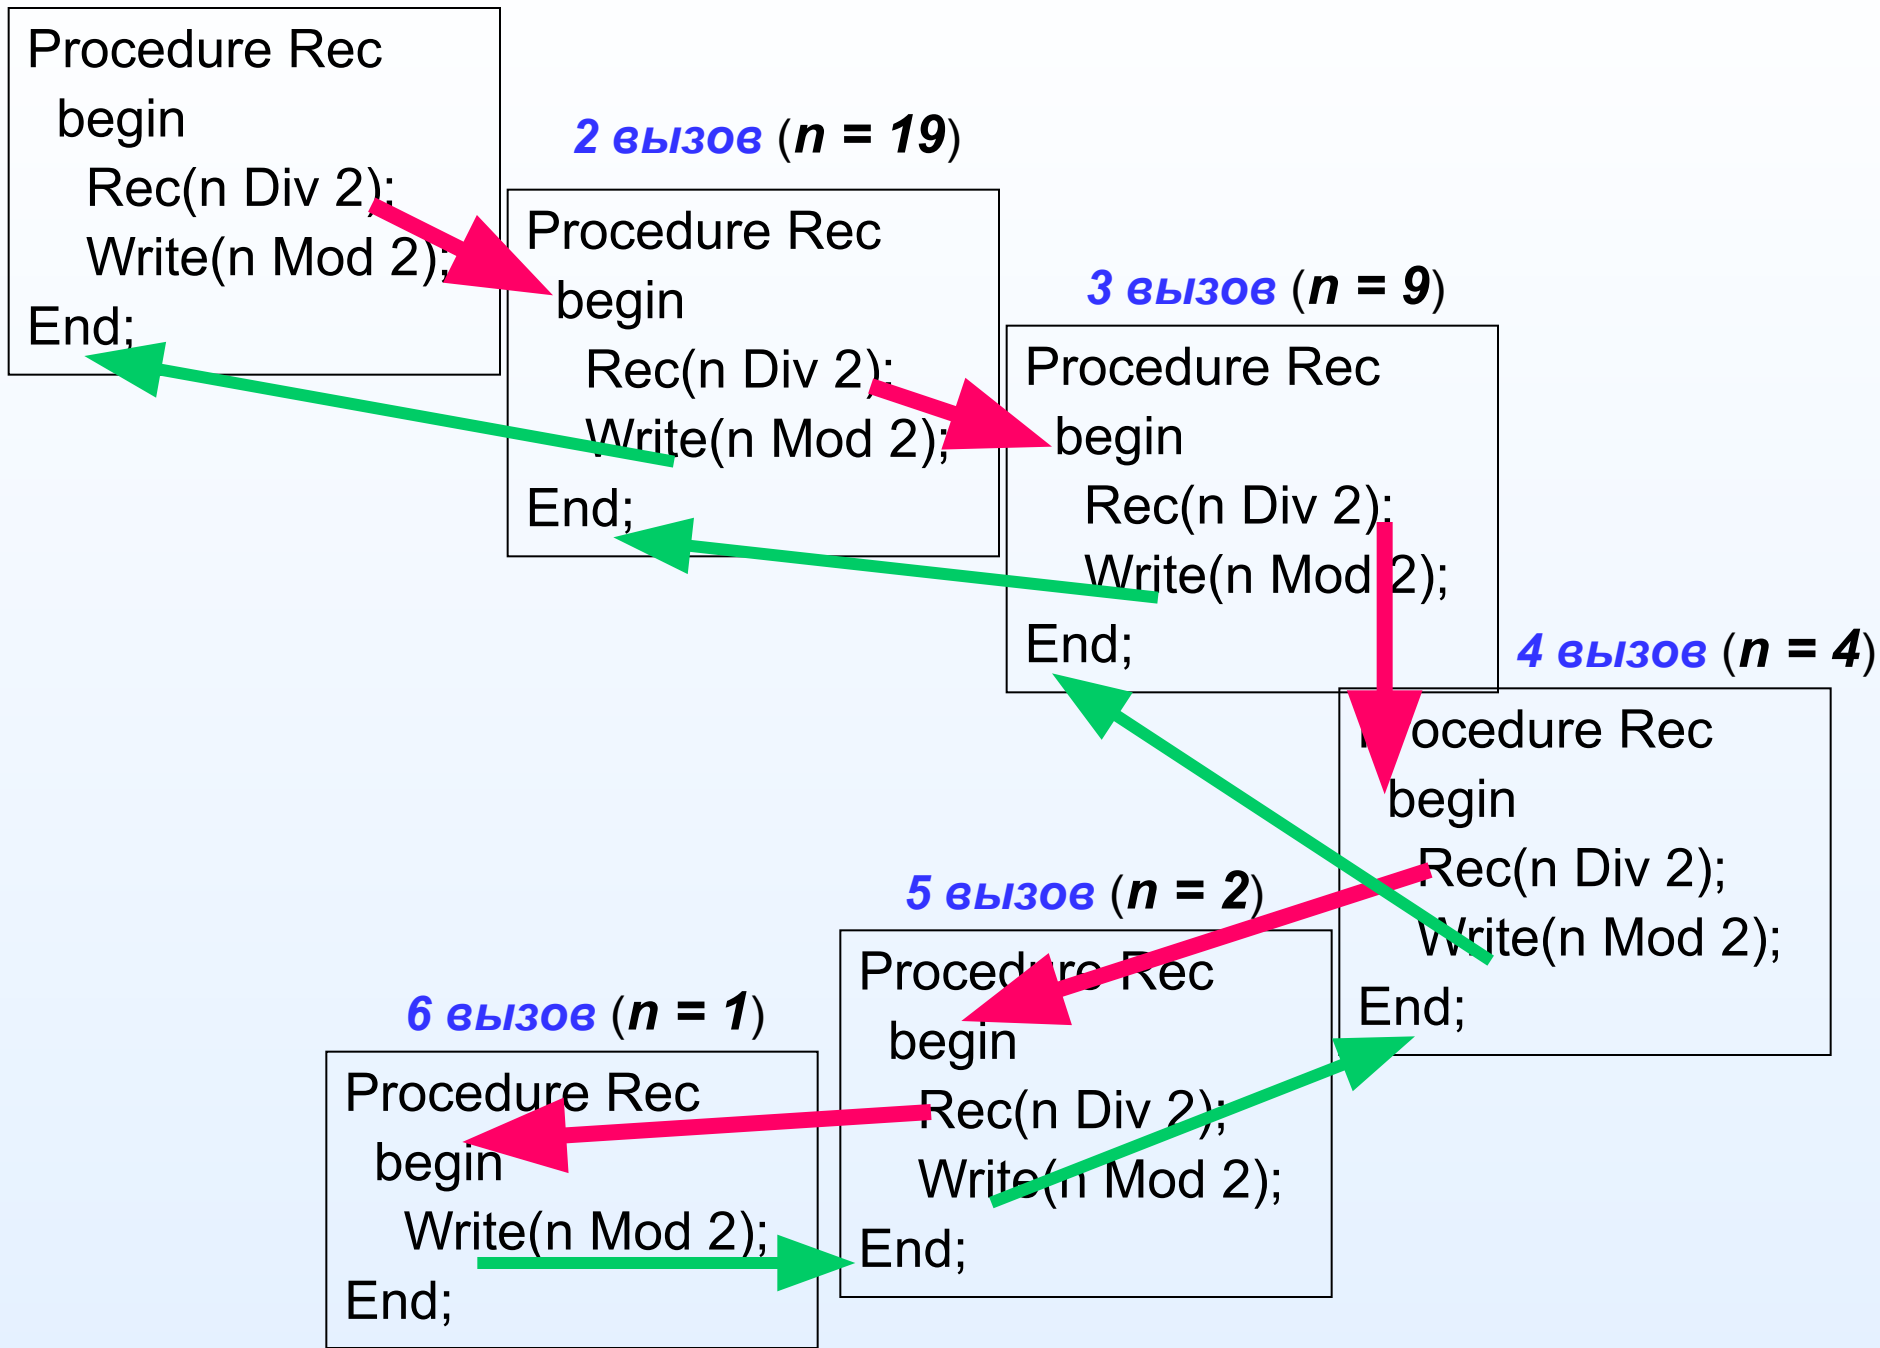 Procedure Rec
begin
Rec(n Div 2);
Write(n Mod 2);
End;
2 вызов (n = 19)
Procedure Rec
begin
Rec(n Div 2);
Write(n Mod 2);
End;
3 вызов (n = 9)
Procedure Rec
begin
Rec(n Div 2);
Write(n Mod 2);
End;
4 вызов (n = 4)
Procedure Rec
begin
Rec(n Div 2);
Write(n Mod 2);
End;
5 вызов (n = 2)
Procedure Rec
begin
Rec(n Div 2);
Write(n Mod 2);
End;
6 вызов (n = 1)
Procedure Rec
begin
Write(n Mod 2);
End;